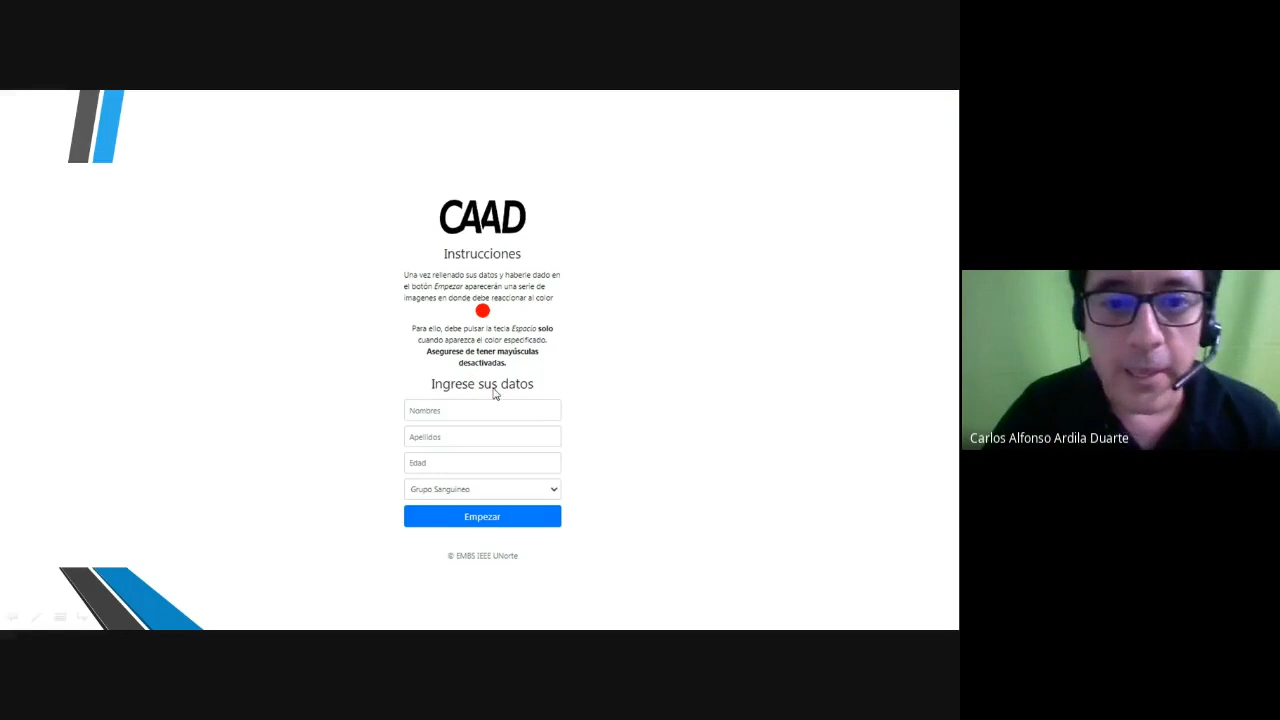 CAAD
Instrucciones
Una vez rellenado sus datos y haberle dado en
el botón Empezar aparecerán una serie de
imagenes en donde debe reaccionar al color
Para ello, debe pulsar la tecla Espacio solo
cuando aparezca el color especificado.
Asegurese de tener mayúsculas
desactivadas.
Ingrese sus datos
Nombres
Apellidos
Edad
Grupo Sanguineo
Empezar
© EMBS IEEE UNorte
Carlos Alfonso Ardila Duarte